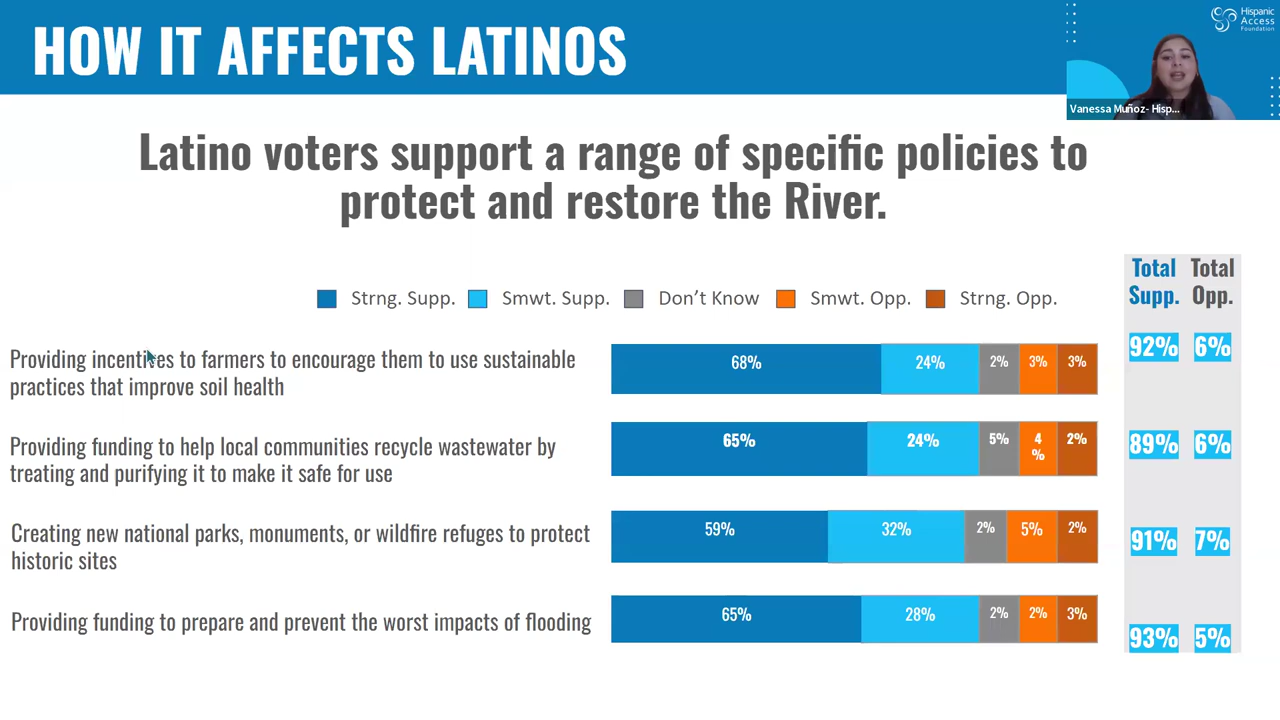 HOW IT AFFECTS LATINOS
Hispanic
Access
Foundation
Vanessa Muñoz- Hisp...
Latino voters support a range of specific policies to
protect and restore the River.
Total Total
Supp. Opp.
Strng. Supp. Smwt. Supp. Don't Know Smwt. Opp. Strng. Opp.
Providing incentives to farmers to encourage them to use sustainable
practices that improve soil health
68% 24% 2% 3% 3% 92% 6%
Providing funding to help local communities recycle wastewater by
treating and purifying it to make it safe for use
65% 24% 5% 4
%
2% 89% 6%
Creating new national parks, monuments, or wildfire refuges to protect
historic sites
59% 32% 2% 5% 2% 91% 7%
Providing funding to prepare and prevent the worst impacts of flooding
65% 28% 2% 2% 3% 93% 5%